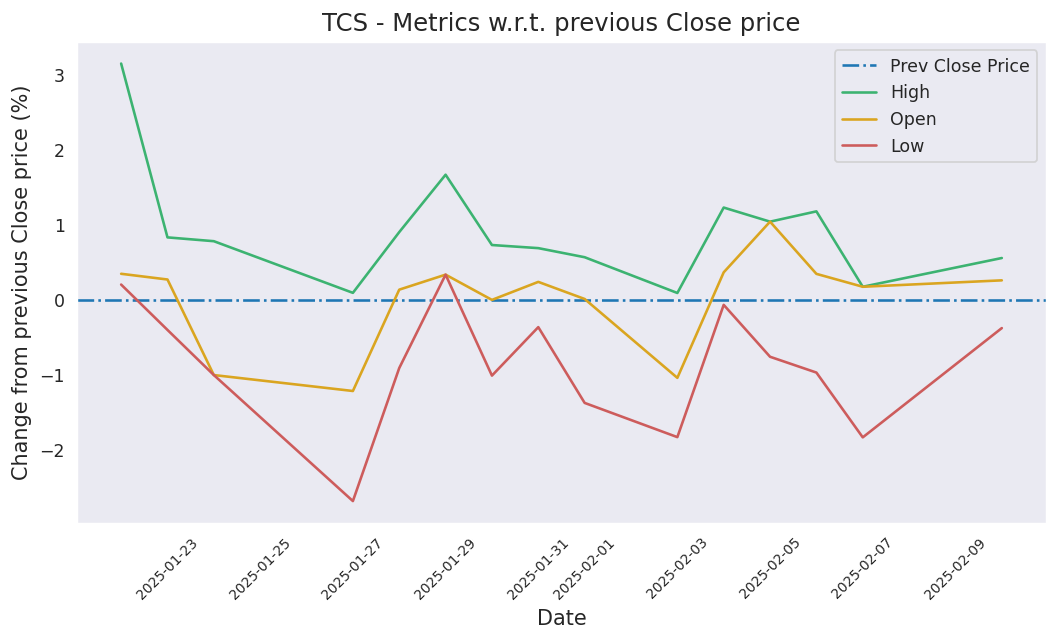 TCS - Metrics w.r.t. previous Close price
Change from previous Close price (%)
3
2
1
0
−1
−2
Prev Close Price
High
Open
Low
2025-01-23
2025-01-25
2025-01-27
2025-01-29
2025-01-31
2025-02-01
2025-02-03
2025-02-05
2025-02-07
2025-02-09
Date